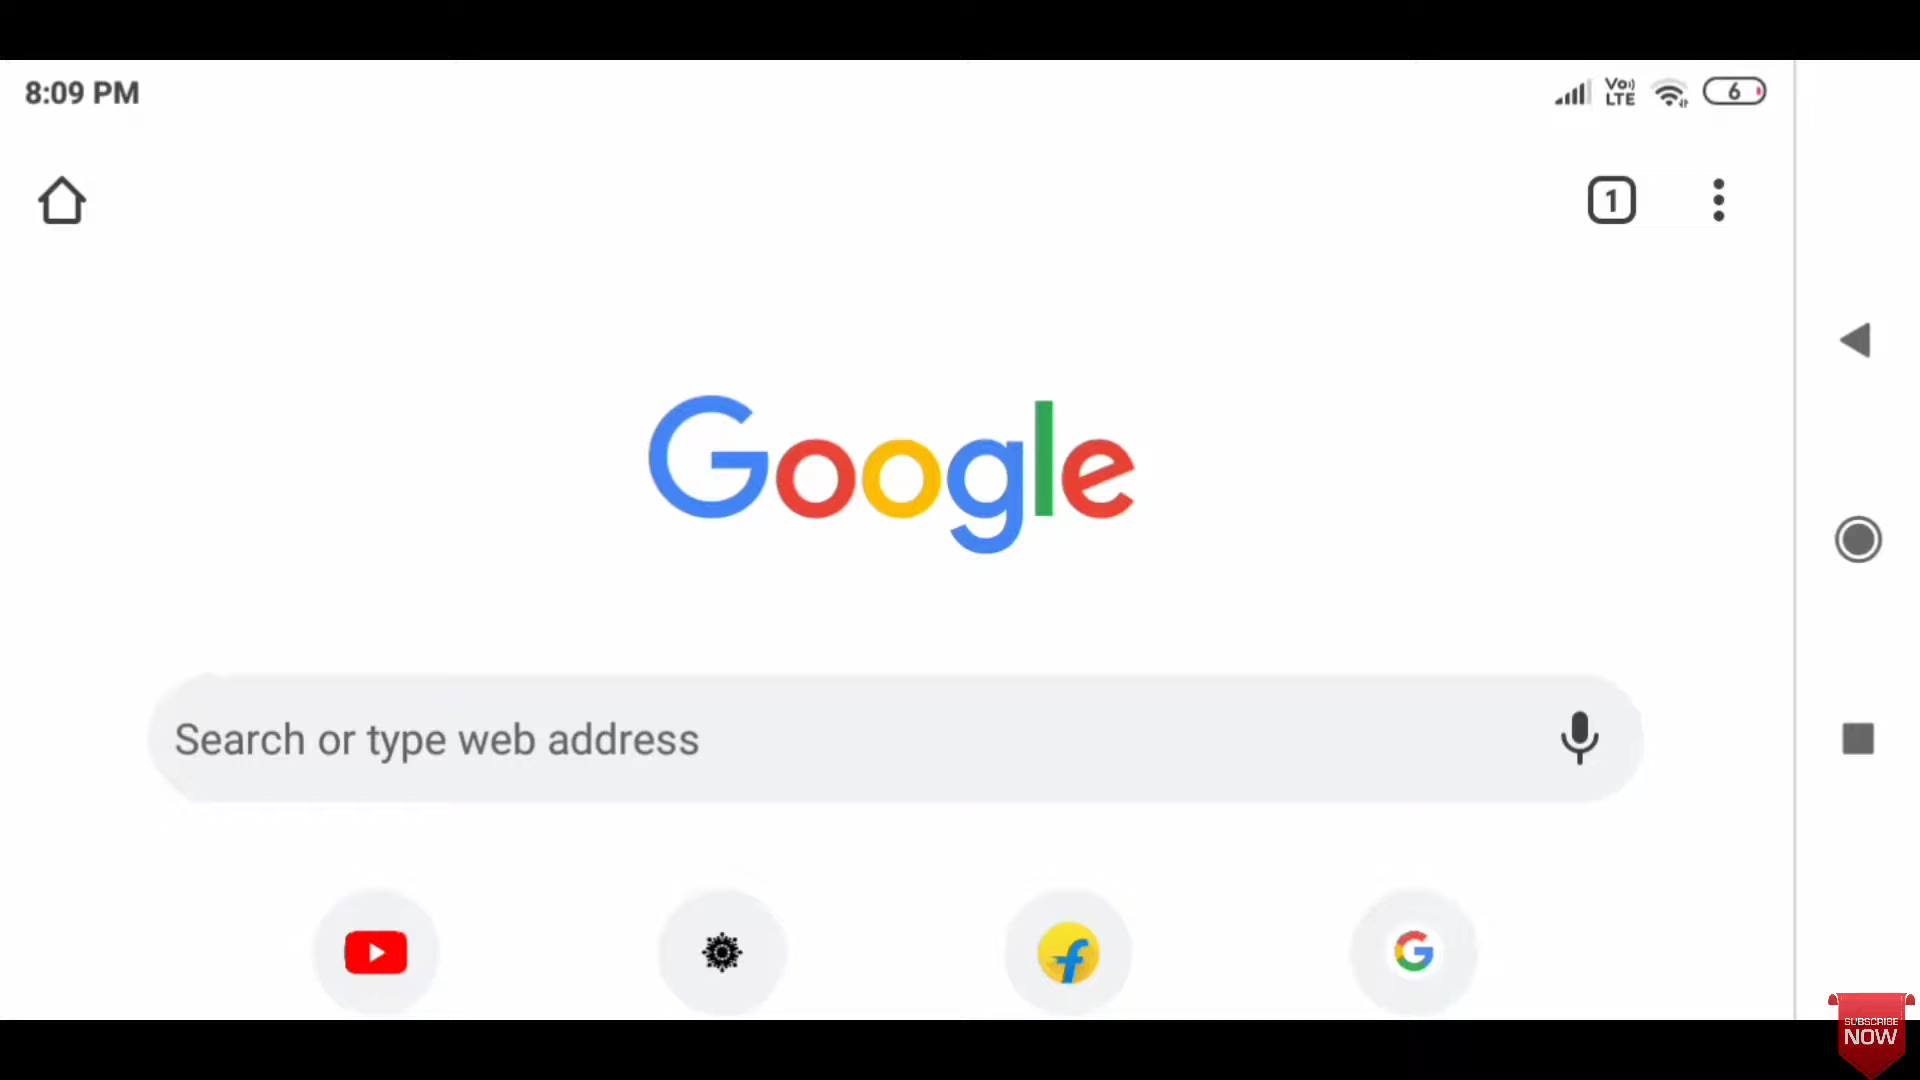 8:09 PM
Vo))
LTE
6
1
Google
Search or type web address
SUBSCRIBE
NOW